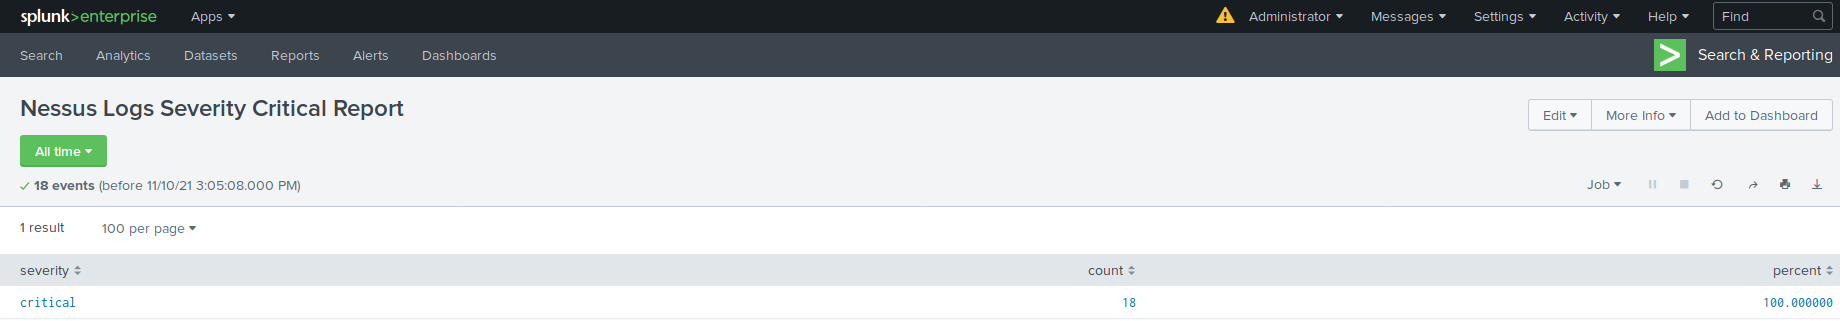 splunk>enterprise Apps Administrator Messages Settings Activity Help Find
Search Analytics Datasets Reports Alerts Dashboards Search & Reporting
Nessus Logs Severity Critical Report
Edit More Info Add to Dashboard
All time
18 events (before 11/10/21 3:05:08.000 PM) Job
1 result 100 per page
severity count percent
critical 18 100.000000